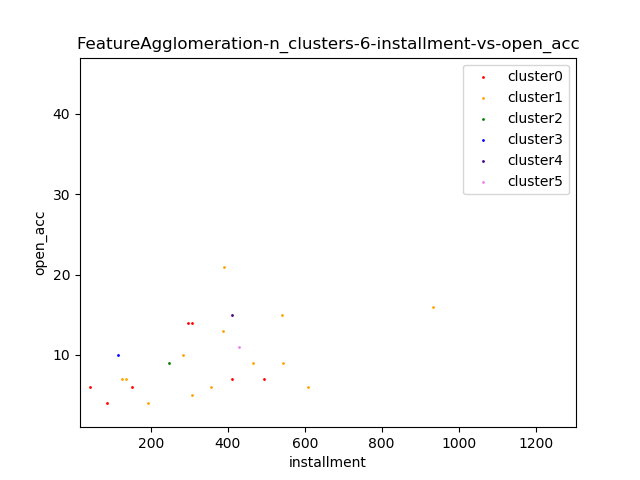 FeatureAgglomeration-n_clusters-6-installment-vs-open_acc
cluster0
cluster1
cluster2
cluster3
cluster4
cluster5
40
30
20
10
open_acc
200 400 600 800 1000 1200
installment